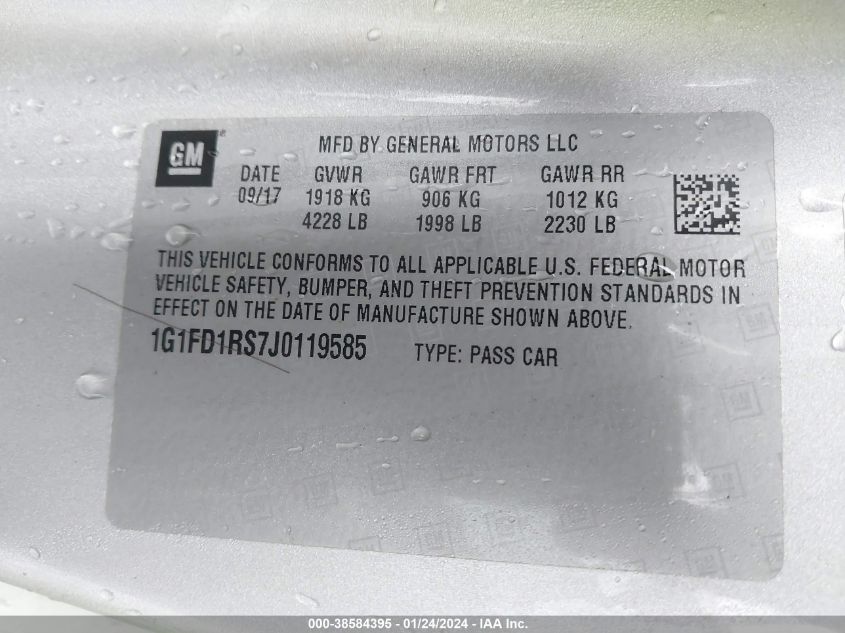 GM
MFD BY GENERAL MOTORS LLC
DATE GVWR GAWR FRT GAWR RR
09/17 1918 KG 906 KG 1012 KG
4228 LB 1998 LB 2230 LB
THIS VEHICLE CONFORMS TO ALL APPLICABLE U.S. FEDERAL MOTOR
VEHICLE SAFETY, BUMPER, AND THEFT PREVENTION STANDARDS IN
EFFECT ON THE DATE OF MANUFACTURE SHOWN ABOVE.
1G1FD1RS7J0119585 TYPE: PASS CAR
000-38584395 - 01/24/2024 - IAA Inc.